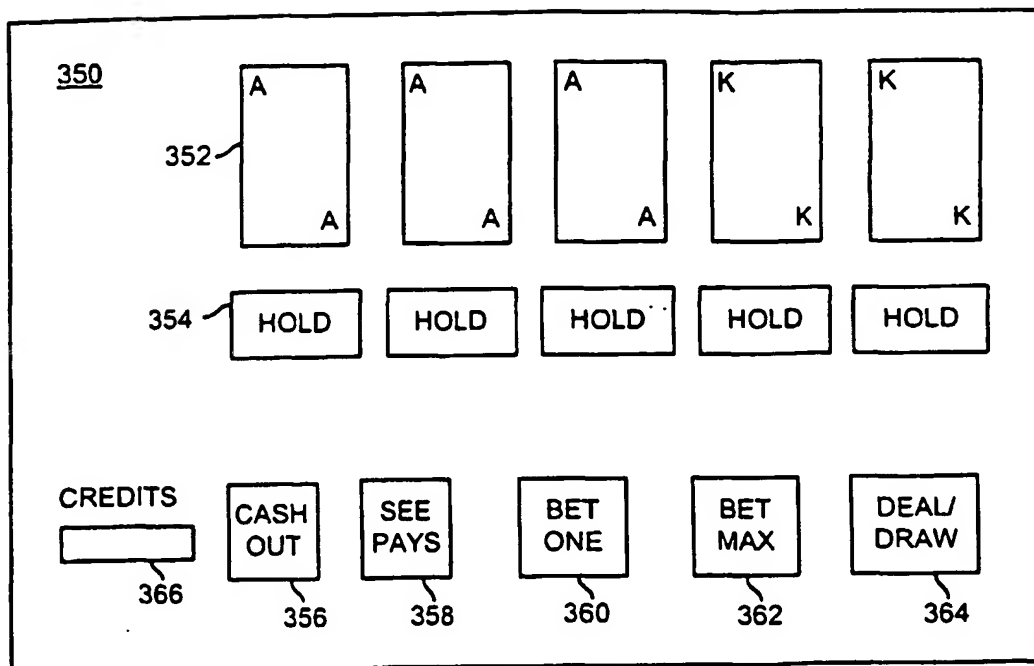 350
A A A K K
352
A A A K K
354
HOLD HOLD HOLD HOLD HOLD
CREDITS
CASH OUT
SEE PAYS
BET ONE
BET MAX
DEAL/ DRAW
366
356 358 360 362 364